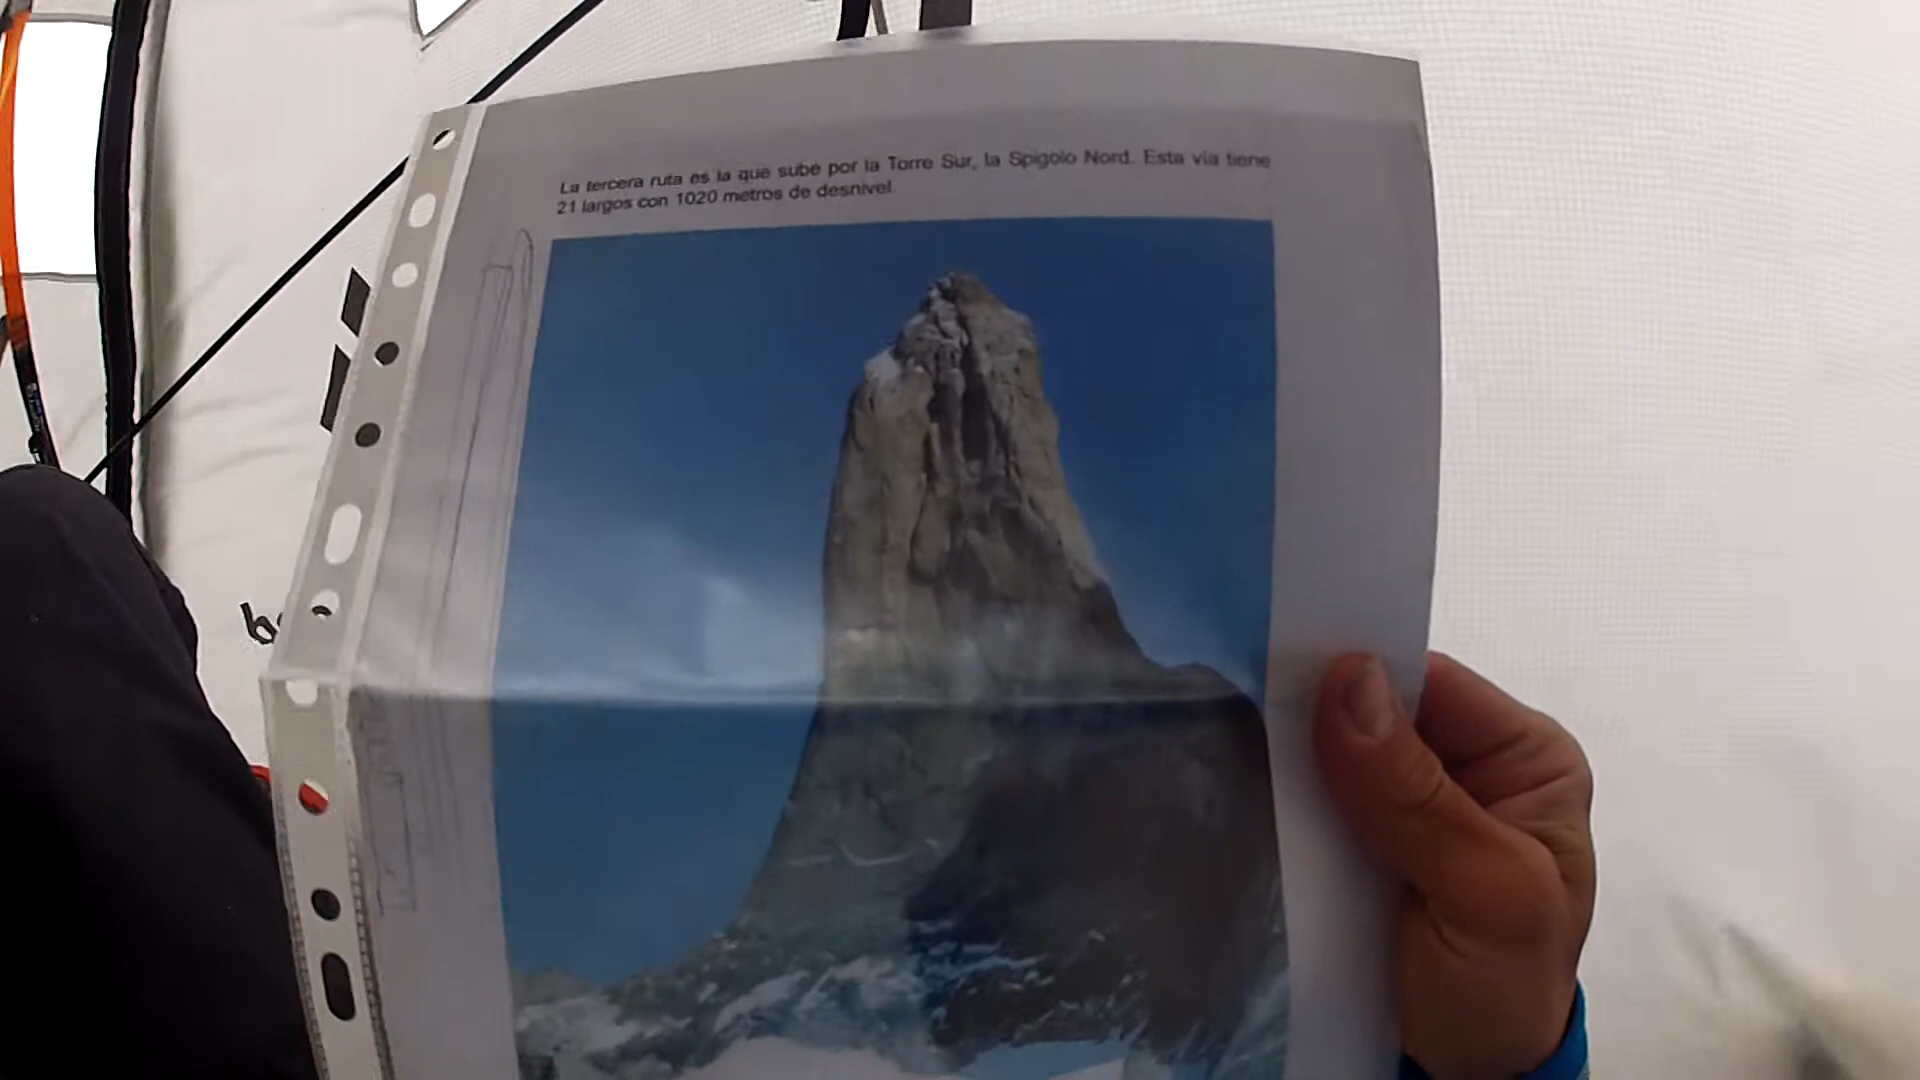 La tercera ruta es la que sube por la Torre Sur, la Spigolo Nord. Esta vía tiene
21 largos con 1020 metros de desnivel.